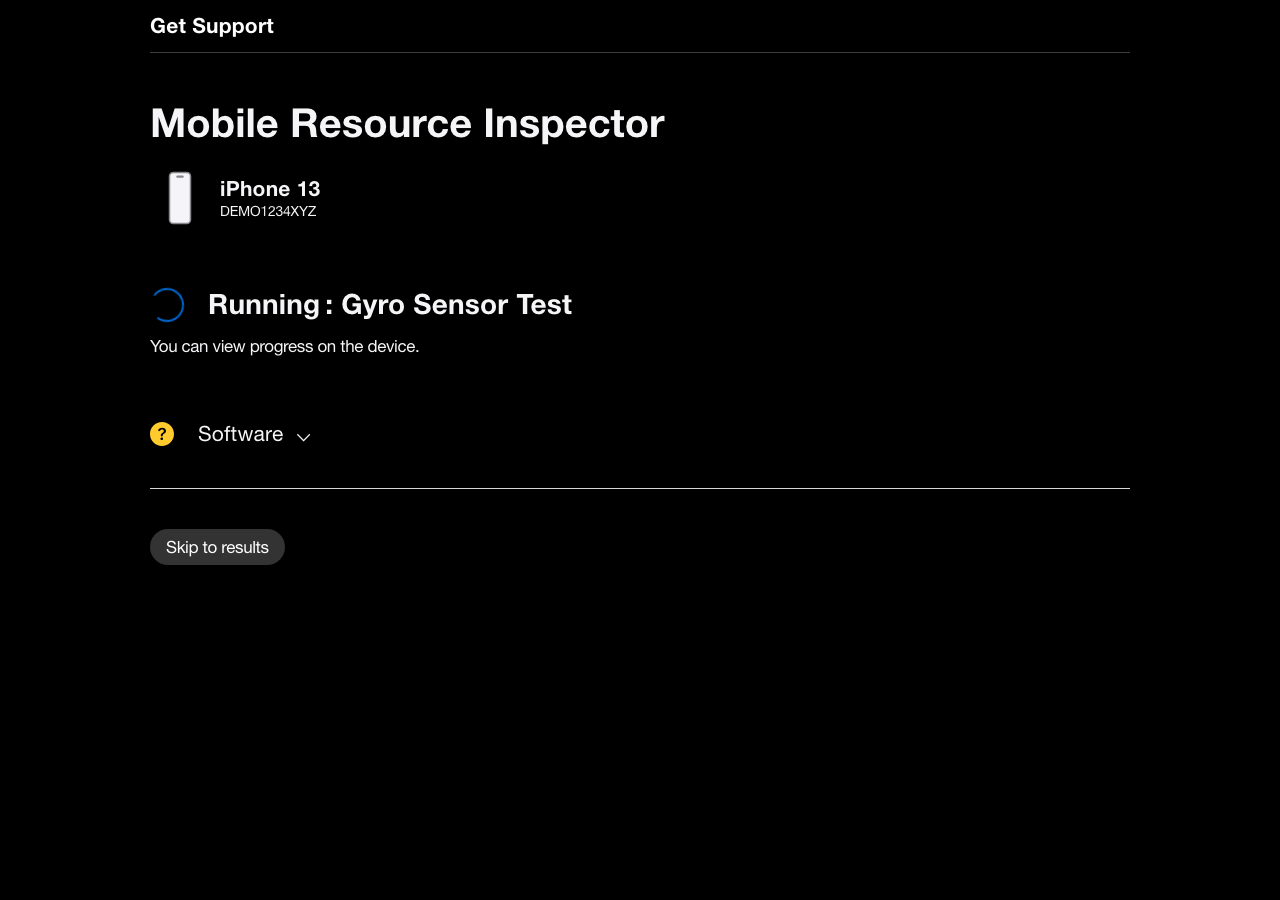 Get Support
Mobile Resource Inspector
iPhone 13
DEMO1234XYZ
Running : Gyro Sensor Test
You can view progress on the device.
? Software
Skip to results